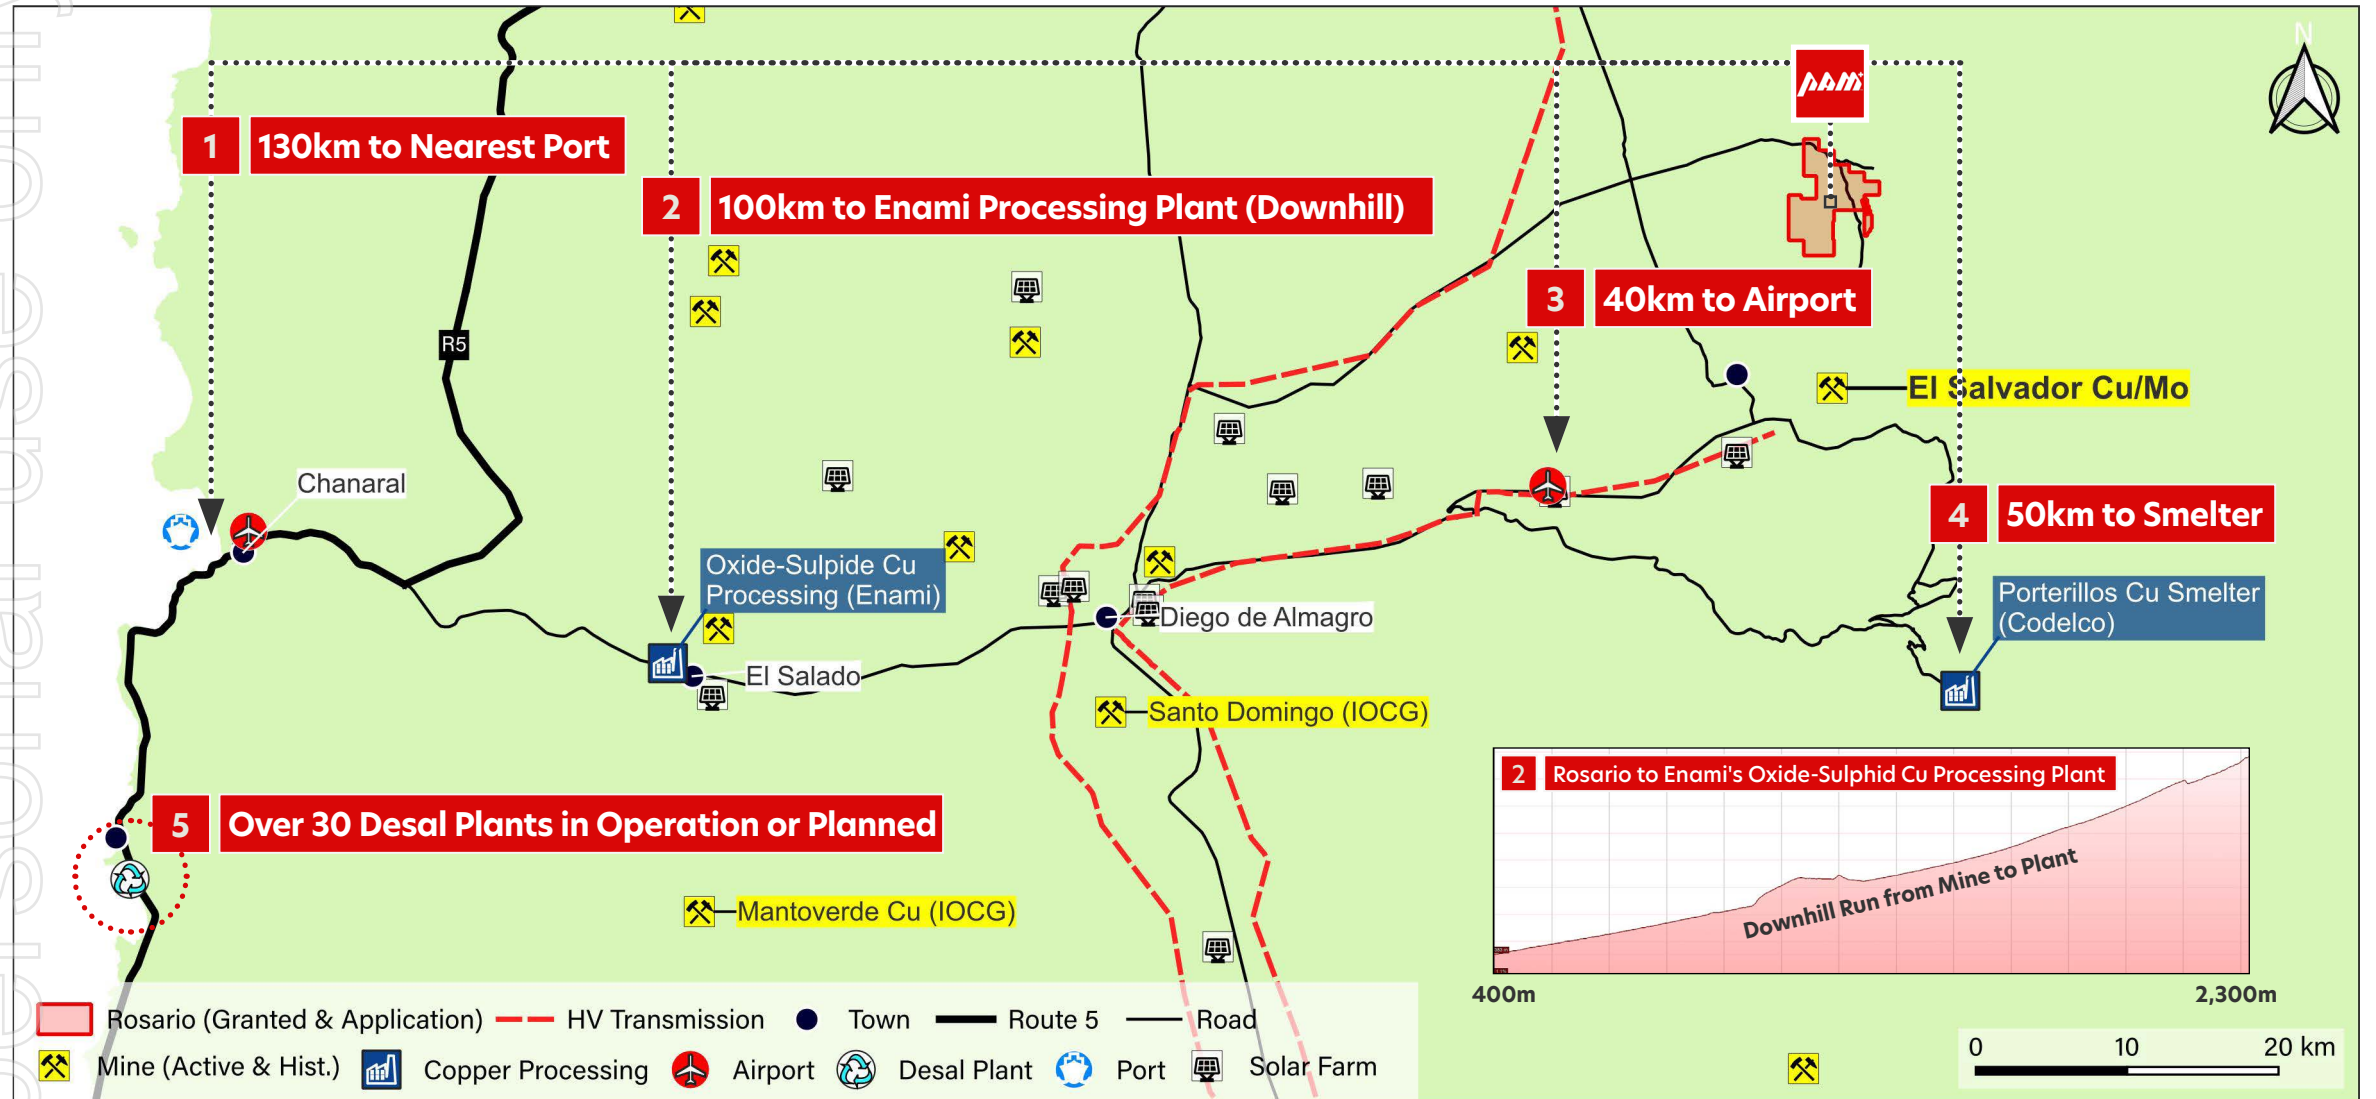 For personal use only
N
PAM
1 130km to Nearest Port
2 100km to Enami Processing Plant (Downhill)
3 40km to Airport
R5
El Salvador Cu/Mo
Chanaral
4 50km to Smelter
Oxide-Sulpide Cu
Processing (Enami)
Porterillos Cu Smelter
(Codelco)
Diego de Almagro
El Salado
Santo Domingo (IOCG)
5 Over 30 Desal Plants in Operation or Planned
Mantoverde Cu (IOCG)
2 Rosario to Enami's Oxide-Sulphid Cu Processing Plant
Downhill Run from Mine to Plant
400m 2,300m
Rosario (Granted & Application) HV Transmission Town Route 5 Road
Mine (Active & Hist.) Copper Processing Airport Desal Plant Port Solar Farm
0 10 20 km